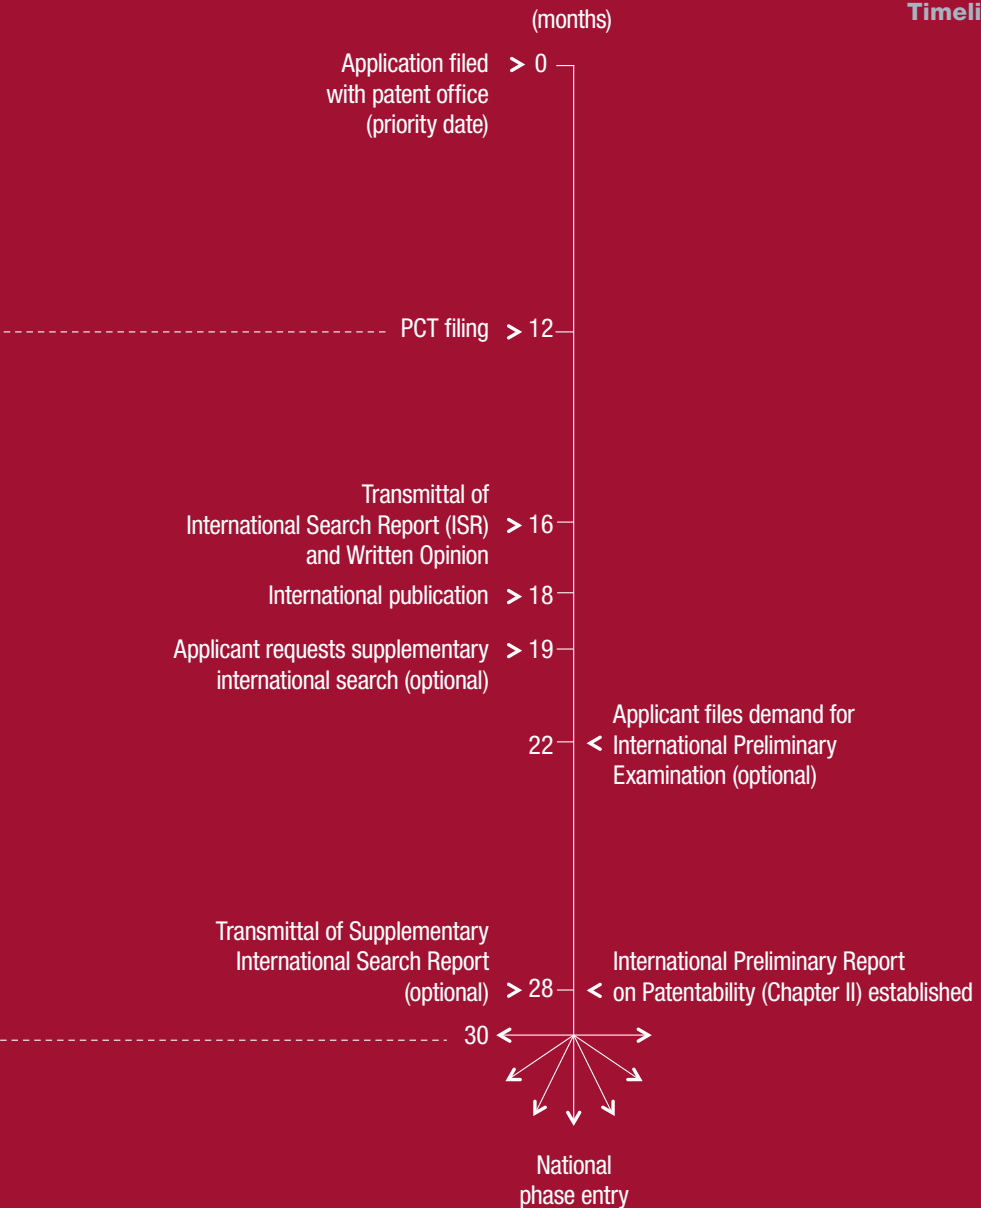 (months)
Timeli
Application filed > 0
with patent office
(priority date)
PCT filing > 12
Transmittal of
International Search Report (ISR) > 16
and Written Opinion
International publication > 18
Applicant requests supplementary > 19
international search (optional)
Applicant files demand for
22 < International Preliminary
Examination (optional)
Transmittal of Supplementary
International Search Report
(optional) > 28
International Preliminary Report
< on Patentability (Chapter II) established
30
National
phase entry